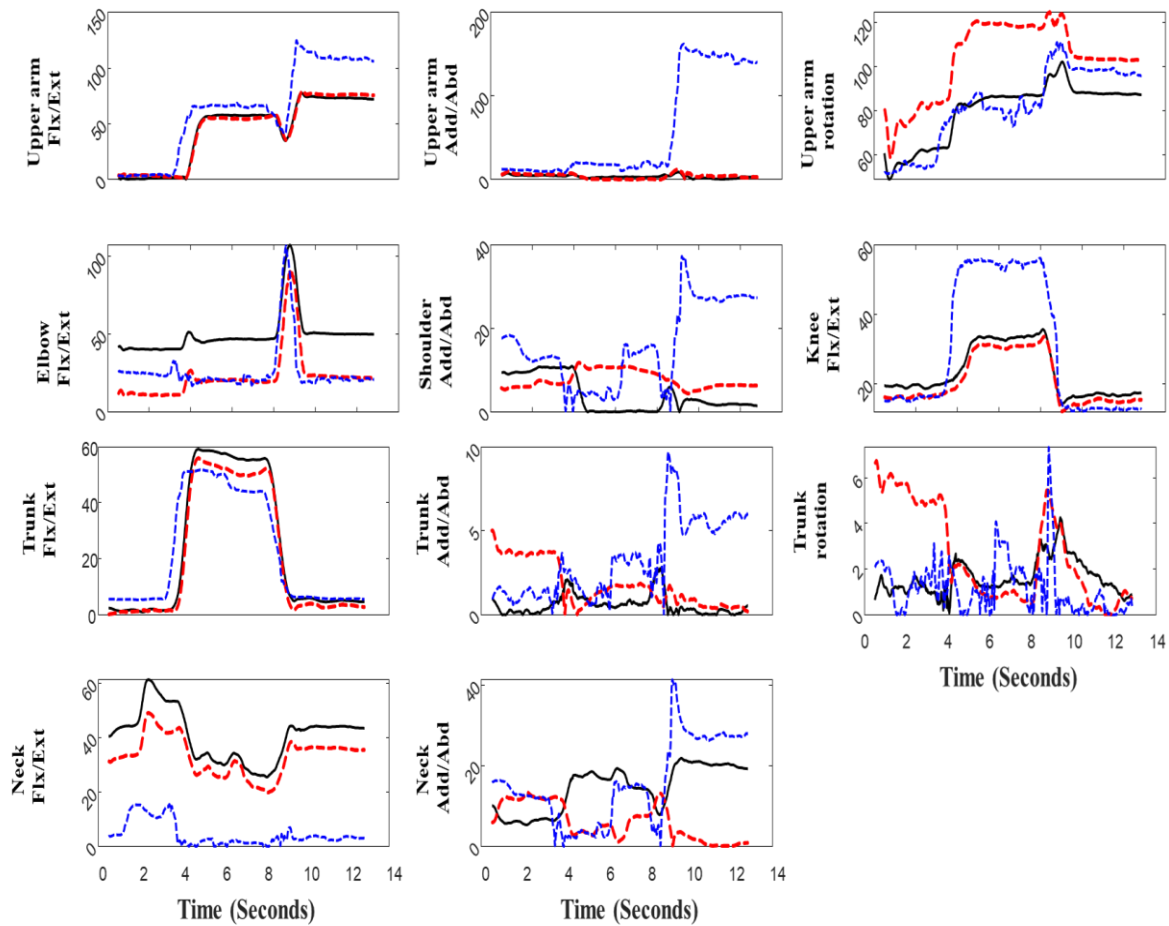 150
100
50
0
Upper arm
Flx/Ext
200
100
0
Upper arm
Add/Abd
120
100
80
60
Upper arm
rotation
100
50
0
Elbow
Flx/Ext
40
20
0
Shoulder
Add/Abd
60
40
20
Knee
Flx/Ext
60
40
20
0
Trunk
Flx/Ext
10
5
0
Trunk
Add/Abd
6
4
2
0
Trunk
rotation
0 2 4 6 8 10 12 14
Time (Seconds)
60
40
20
0
Neck
Flx/Ext
0 2 4 6 8 10 12 14
Time (Seconds)
40
20
0
Neck
Add/Abd
0 2 4 6 8 10 12 14
Time (Seconds)